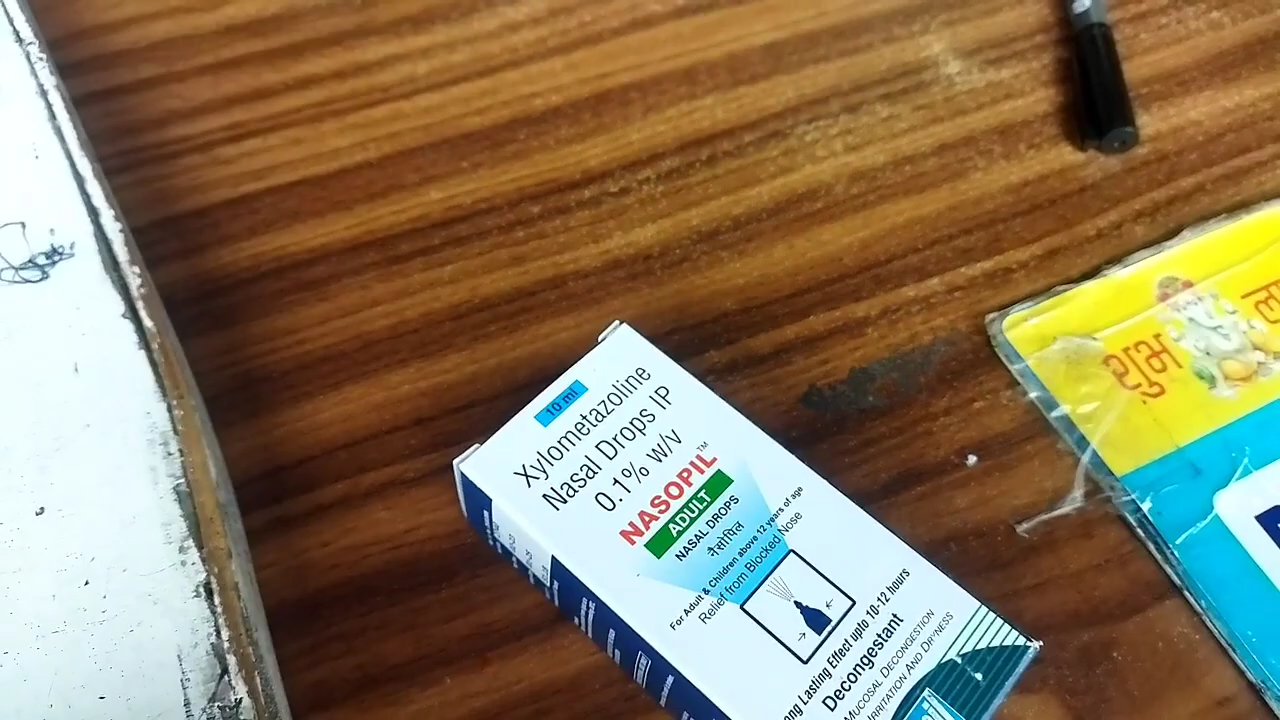 10 ml
Xylometazoline
Nasal Drops IP
0.1% w/v
NASOPIL™
ADULT
NASAL DROPS
नैसोपिल
For Adult & Children above 12 years of age
Relief from Blocked Nose
Lasting Effect upto 10-12 hours
Decongestant
MUCOSAL DECONGESTION
IRRITATION AND DRYNESS
शुभ